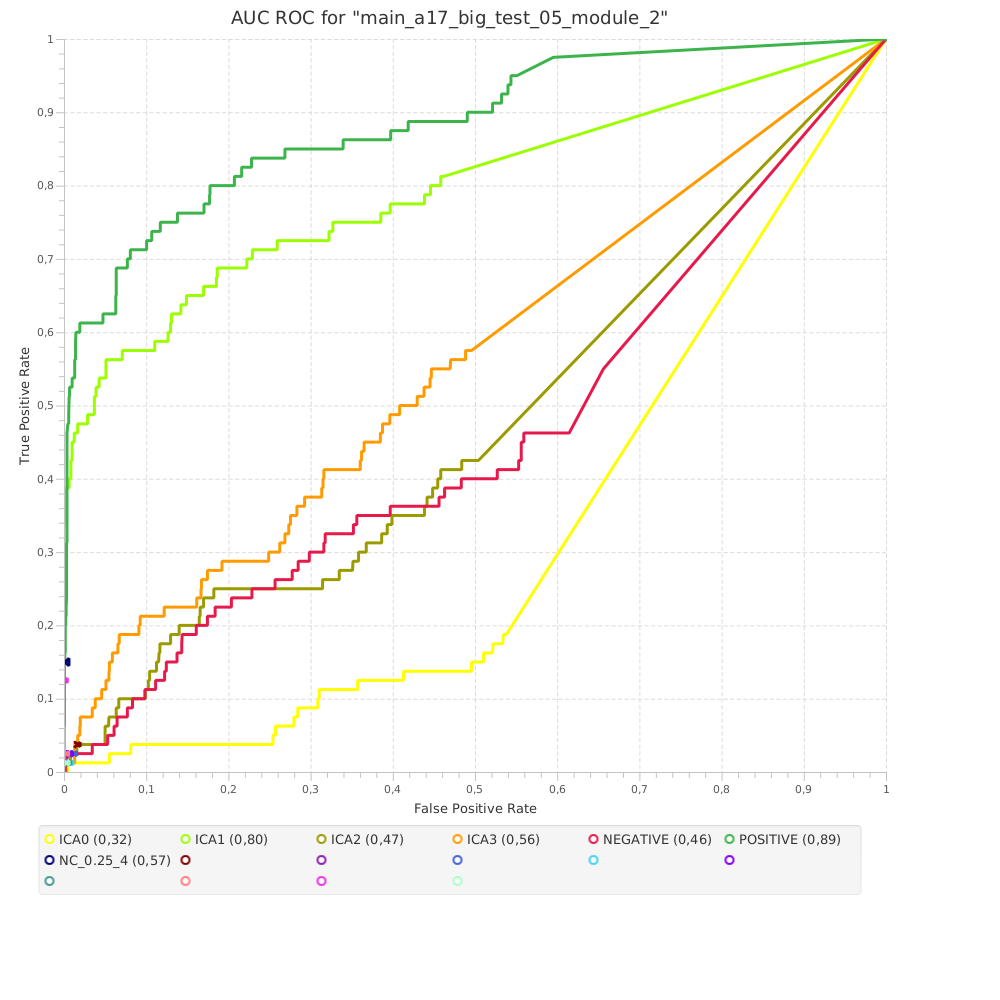 AUC ROC for "main_a17_big_test_05_module_2"
True Positive Rate
1
0,9
0,8
0,7
0,6
0,5
0,4
0,3
0,2
0,1
0
0 0,1 0,2 0,3 0,4 0,5 0,6 0,7 0,8 0,9 1
False Positive Rate
ICA0 (0,32) ICA1 (0,80) ICA2 (0,47) ICA3 (0,56) NEGATIVE (0,46) POSITIVE (0,89)
NC_0.25_4 (0,57)